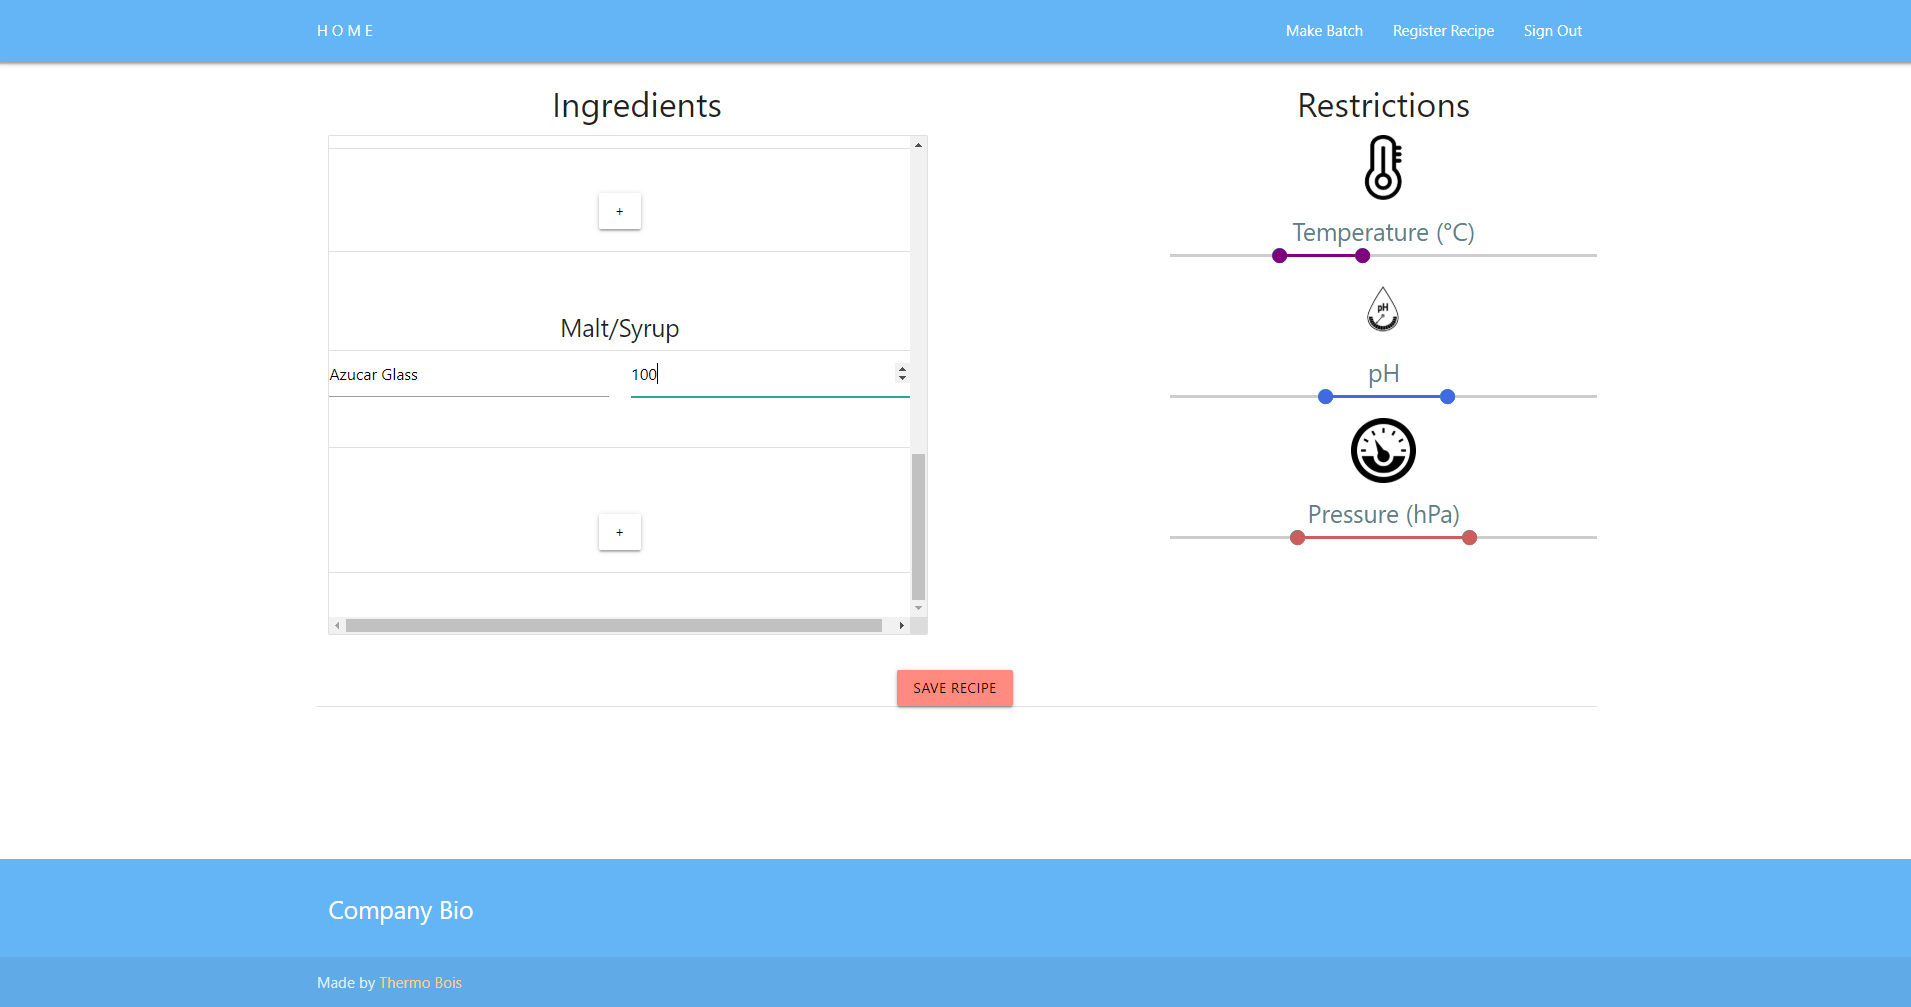 HOME
Make Batch Register Recipe Sign Out
Ingredients
+
Malt/Syrup
Azucar Glass 100
+
Restrictions
Temperature (°C)
pH
pH
Pressure (hPa)
SAVE RECIPE
Company Bio
Made by Thermo Bois